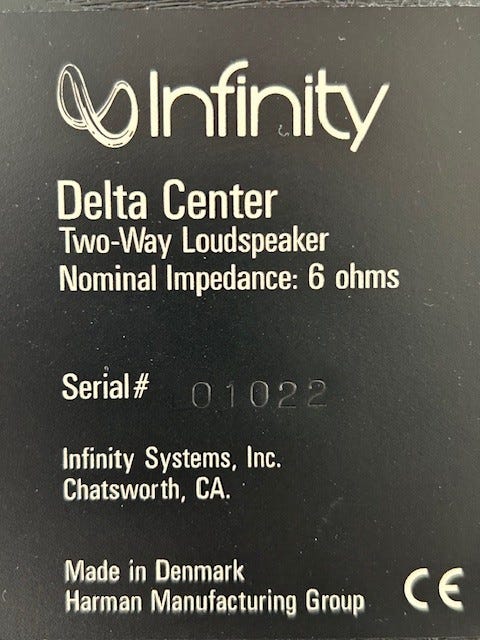 Infinity
Delta Center
Two-Way Loudspeaker
Nominal Impedance: 6 ohms
Serial# 01022
Infinity Systems, Inc.
Chatsworth, CA.
Made in Denmark
Harman Manufacturing Group CE